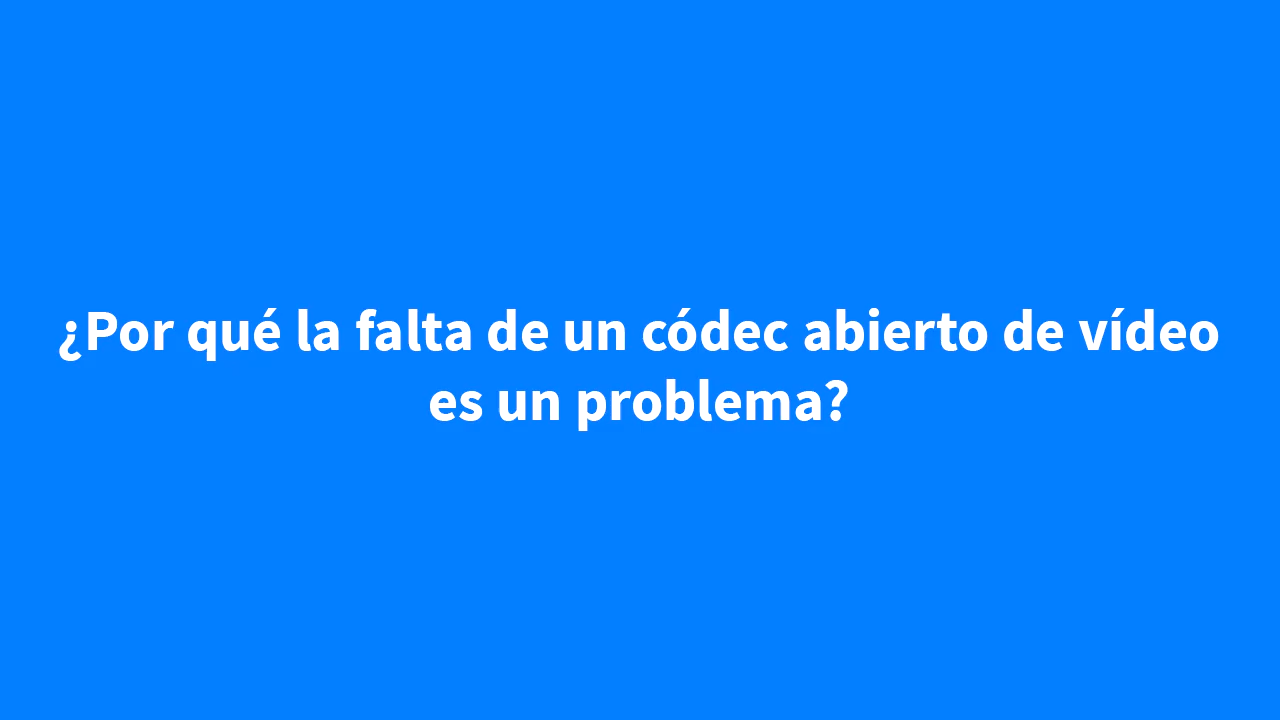 ¿Por qué la falta de un códec abierto de vídeo
es un problema?